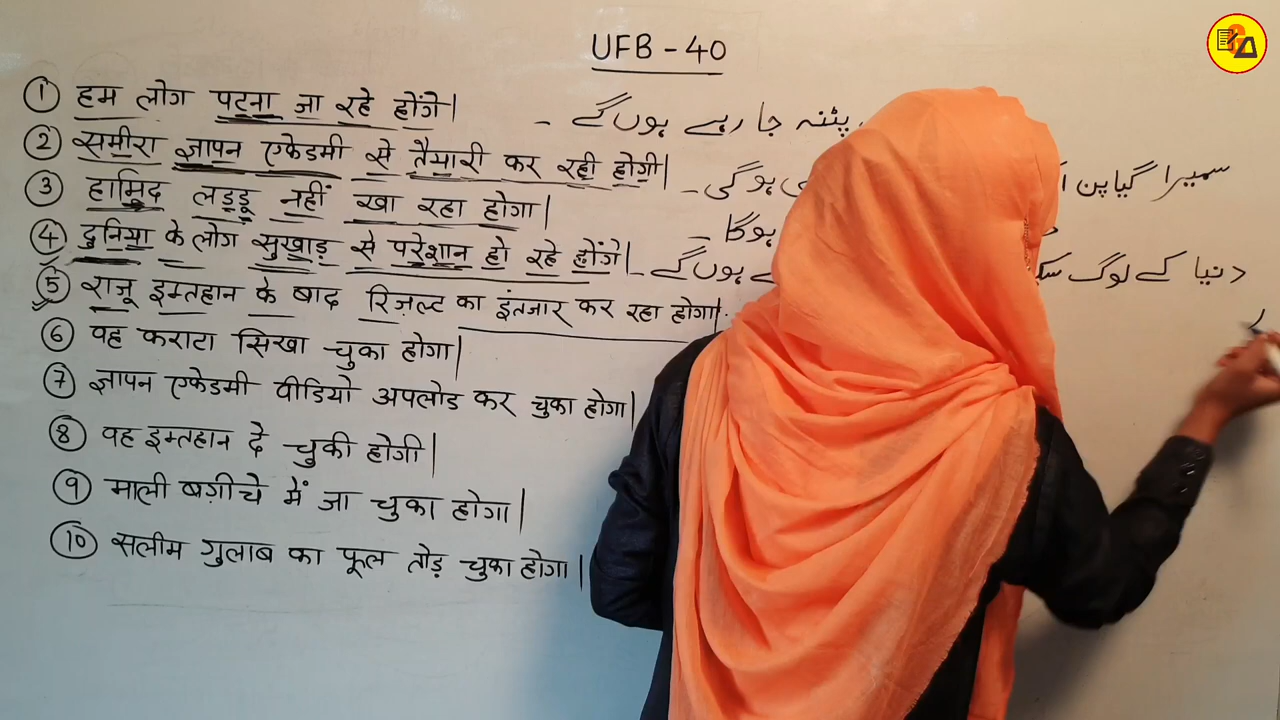 UFB - 40
① हम लोग पटना जा रहे होंगे। پٹنہ جا رہے ہوں گے -
② समीरा ज्ञापन एकेडमी से तैयारी कर रही होगी। سمیرا گیاپن ہوگی -
③ हामिद लड्डू नहीं खा रहा होगा। ہوگا -
④ दुनिया के लोग सुखाड़ से परेशान हो रहे होंगे। دنیا کے لوگ ہوں گے -
⑤ राजू इम्तहान के बाद रिज़ल्ट का इंतजार कर रहा होगा।
⑥ वह कराटा सिखा चुका होगा।
⑦ ज्ञापन एकेडमी वीडियो अपलोड कर चुका होगा।
⑧ वह इम्तहान दे चुकी होगी।
⑨ माली बग़ीचे में जा चुका होगा।
⑩ सलीम गुलाब का फूल तोड़ चुका होगा।